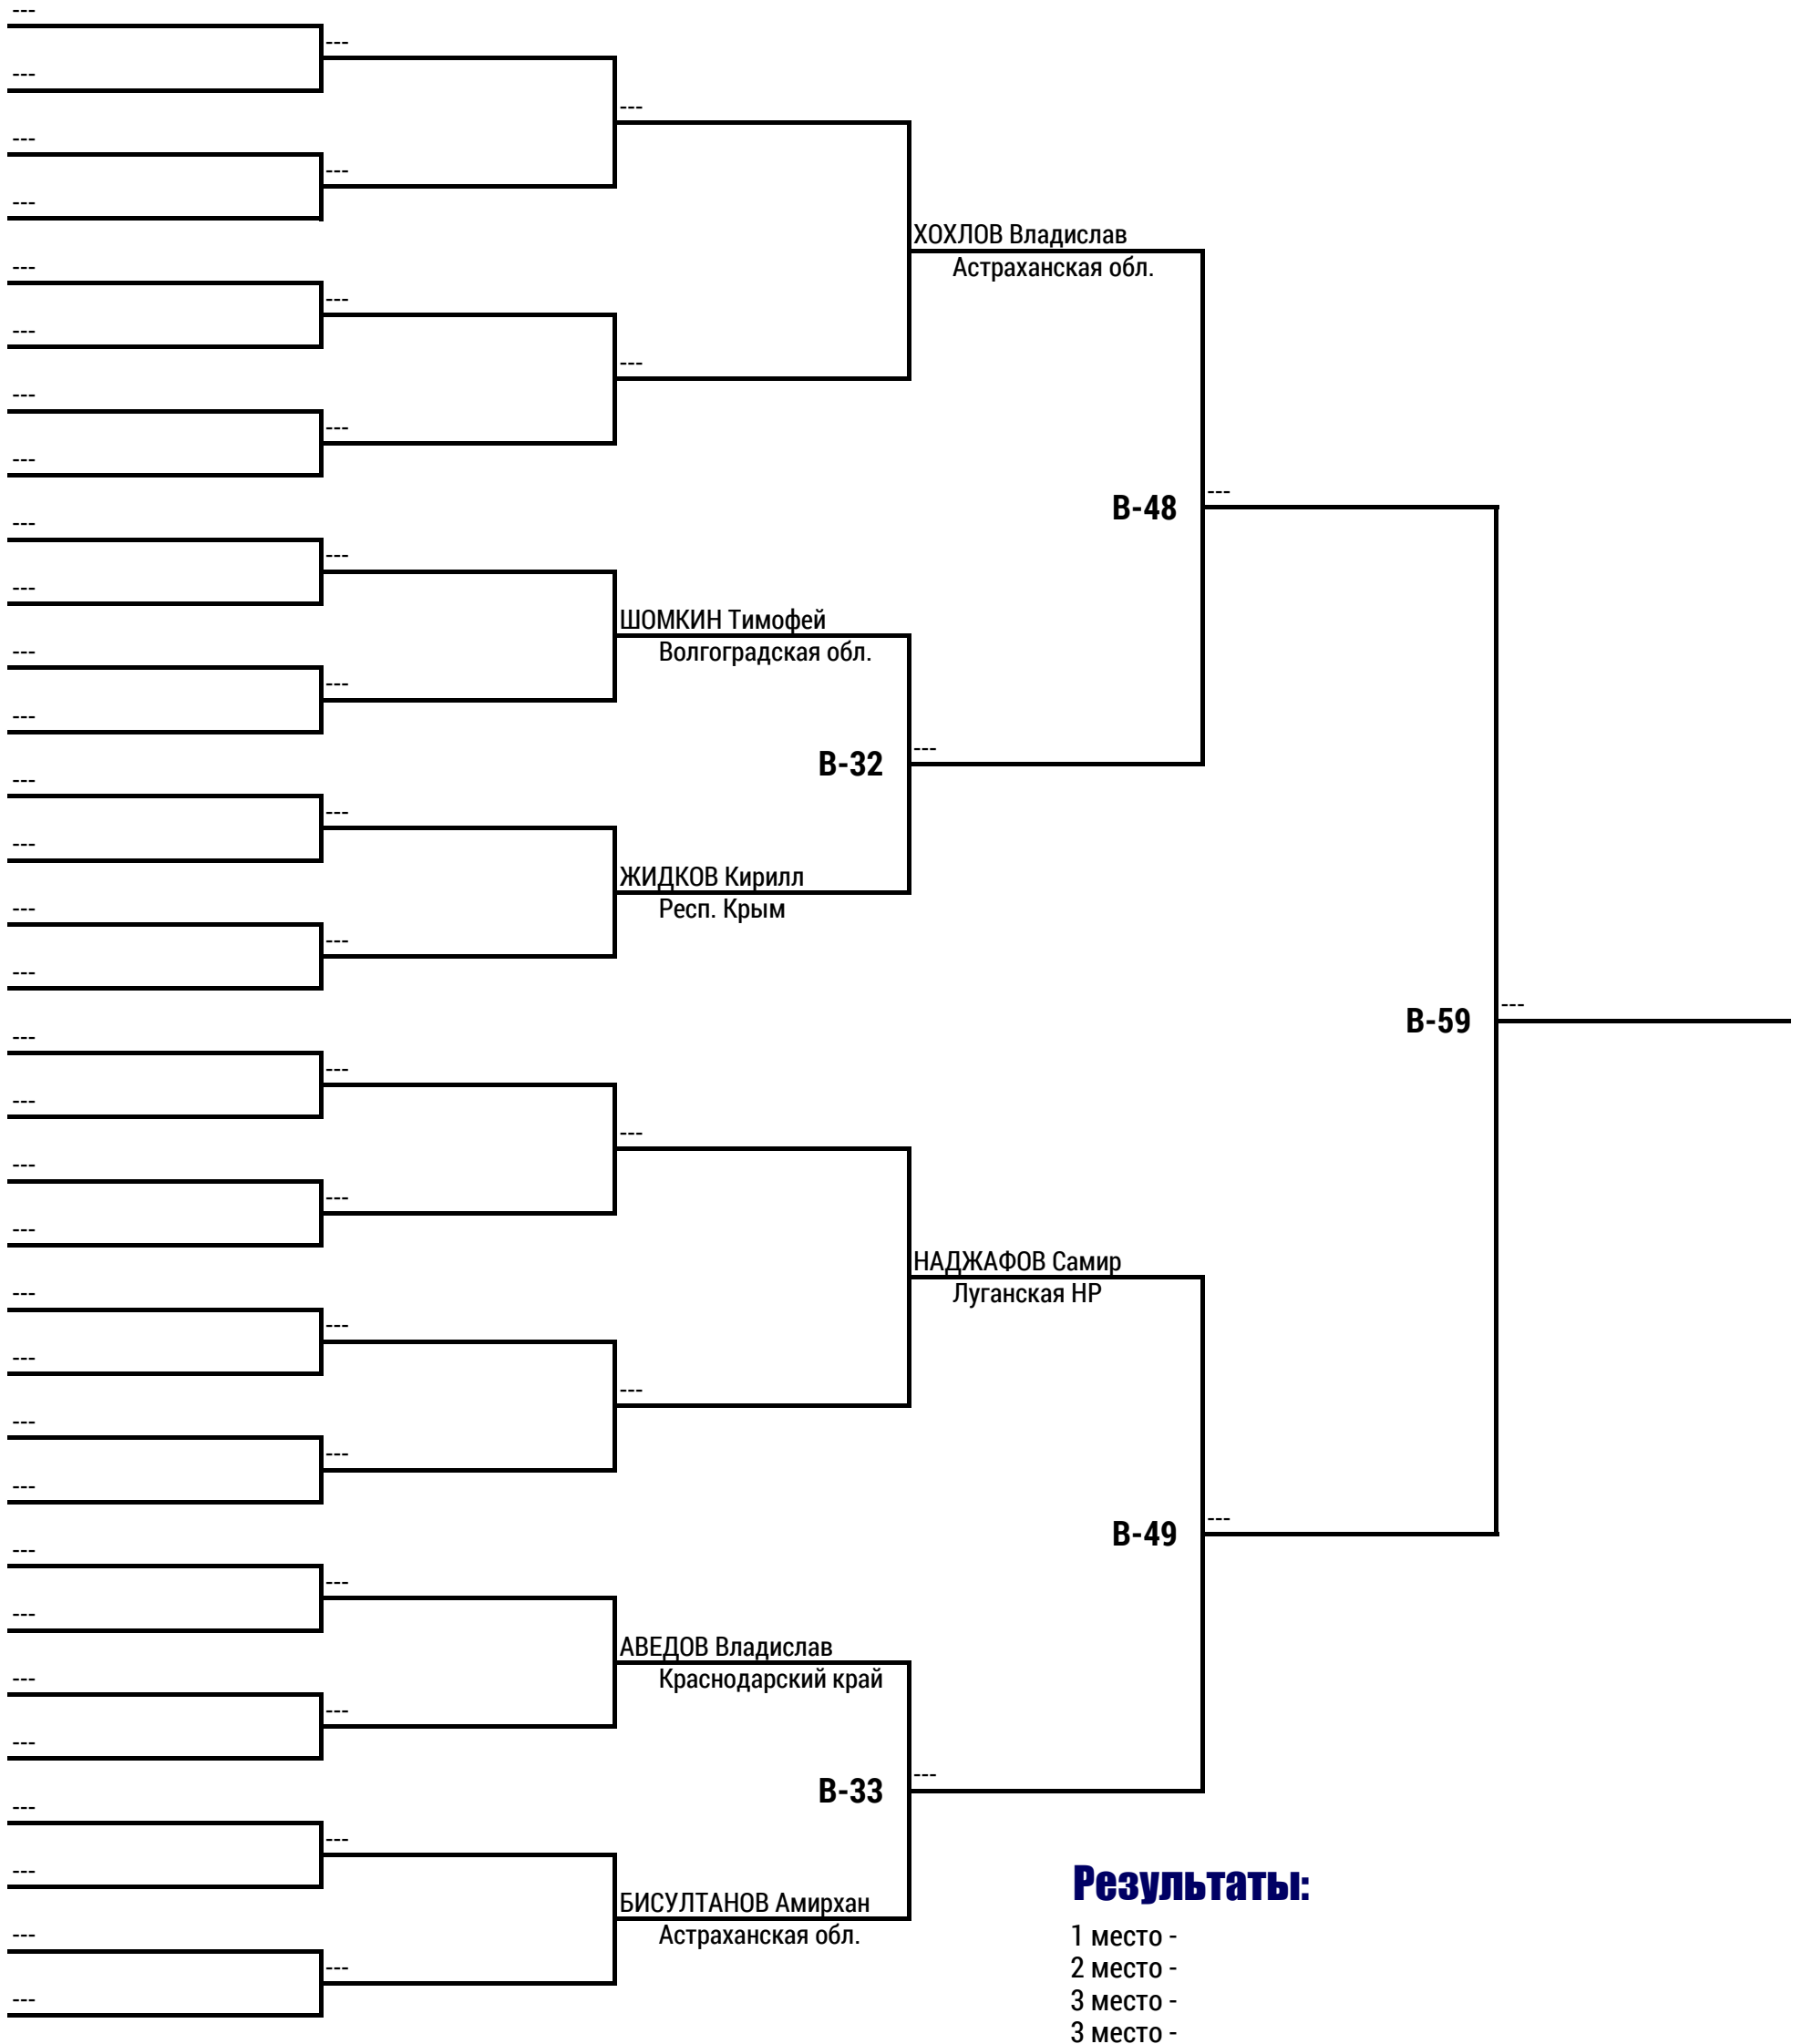 ---
---
---
---
---
---
---
ХОХЛОВ Владислав
Астраханская обл.
---
---
---
---
---
---
---
B-48
---
---
---
---
ШОМКИН Тимофей
Волгоградская обл.
---
---
---
B-32
---
---
---
---
ЖИДКОВ Кирилл
Респ. Крым
---
---
---
B-59
---
---
---
---
---
---
---
---
НАДЖАФОВ Самир
Луганская НР
---
---
---
---
---
---
---
B-49
---
---
---
---
АВЕДОВ Владислав
Краснодарский край
---
---
---
B-33
---
---
---
---
Результаты:
БИСУЛТАНОВ Амирхан
Астраханская обл.
---
---
---
1 место -
2 место -
3 место -
3 место -